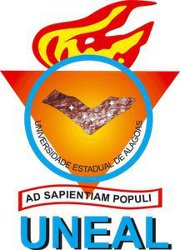 UNIVERSIDADE ESTADUAL DE ALAGOAS
AD SAPIENTIAM POPULI
UNEAL